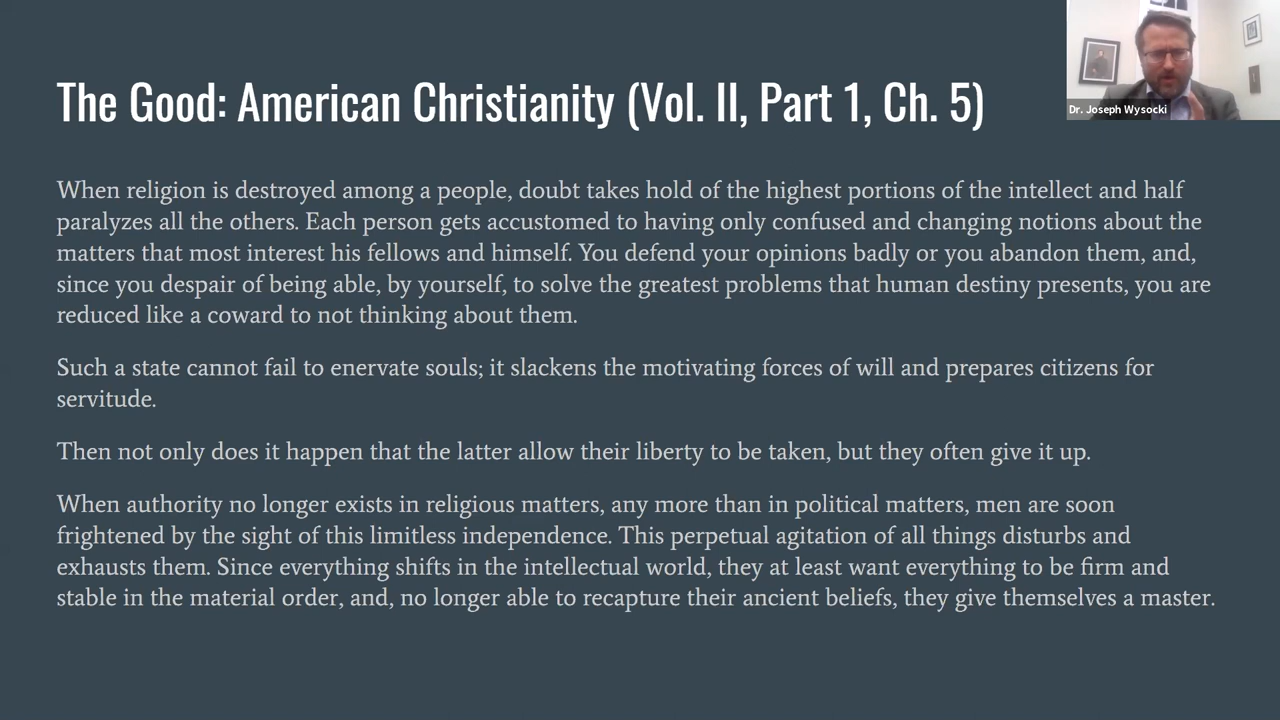 The Good: American Christianity (Vol. II, Part 1, Ch. 5)
Dr. Joseph Wysocki
When religion is destroyed among a people, doubt takes hold of the highest portions of the intellect and half
paralyzes all the others. Each person gets accustomed to having only confused and changing notions about the
matters that most interest his fellows and himself. You defend your opinions badly or you abandon them, and,
since you despair of being able, by yourself, to solve the greatest problems that human destiny presents, you are
reduced like a coward to not thinking about them.
Such a state cannot fail to enervate souls; it slackens the motivating forces of will and prepares citizens for
servitude.
Then not only does it happen that the latter allow their liberty to be taken, but they often give it up.
When authority no longer exists in religious matters, any more than in political matters, men are soon
frightened by the sight of this limitless independence. This perpetual agitation of all things disturbs and
exhausts them. Since everything shifts in the intellectual world, they at least want everything to be firm and
stable in the material order, and, no longer able to recapture their ancient beliefs, they give themselves a master.